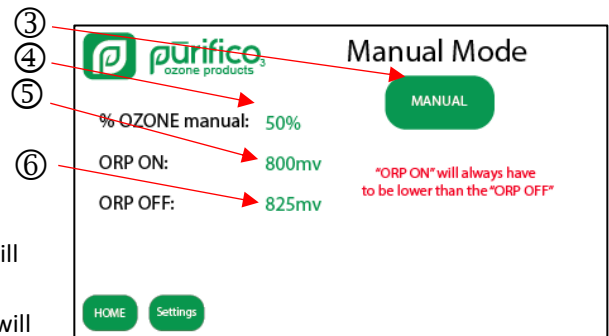 ③
④
⑤
⑥
pūrifico₃
ozone products
Manual Mode
MANUAL
% OZONE manual: 50%
ORP ON: 800mv
ORP OFF: 825mv
"ORP ON" will always have
to be lower than the "ORP OFF"
ill
will
HOME Settings